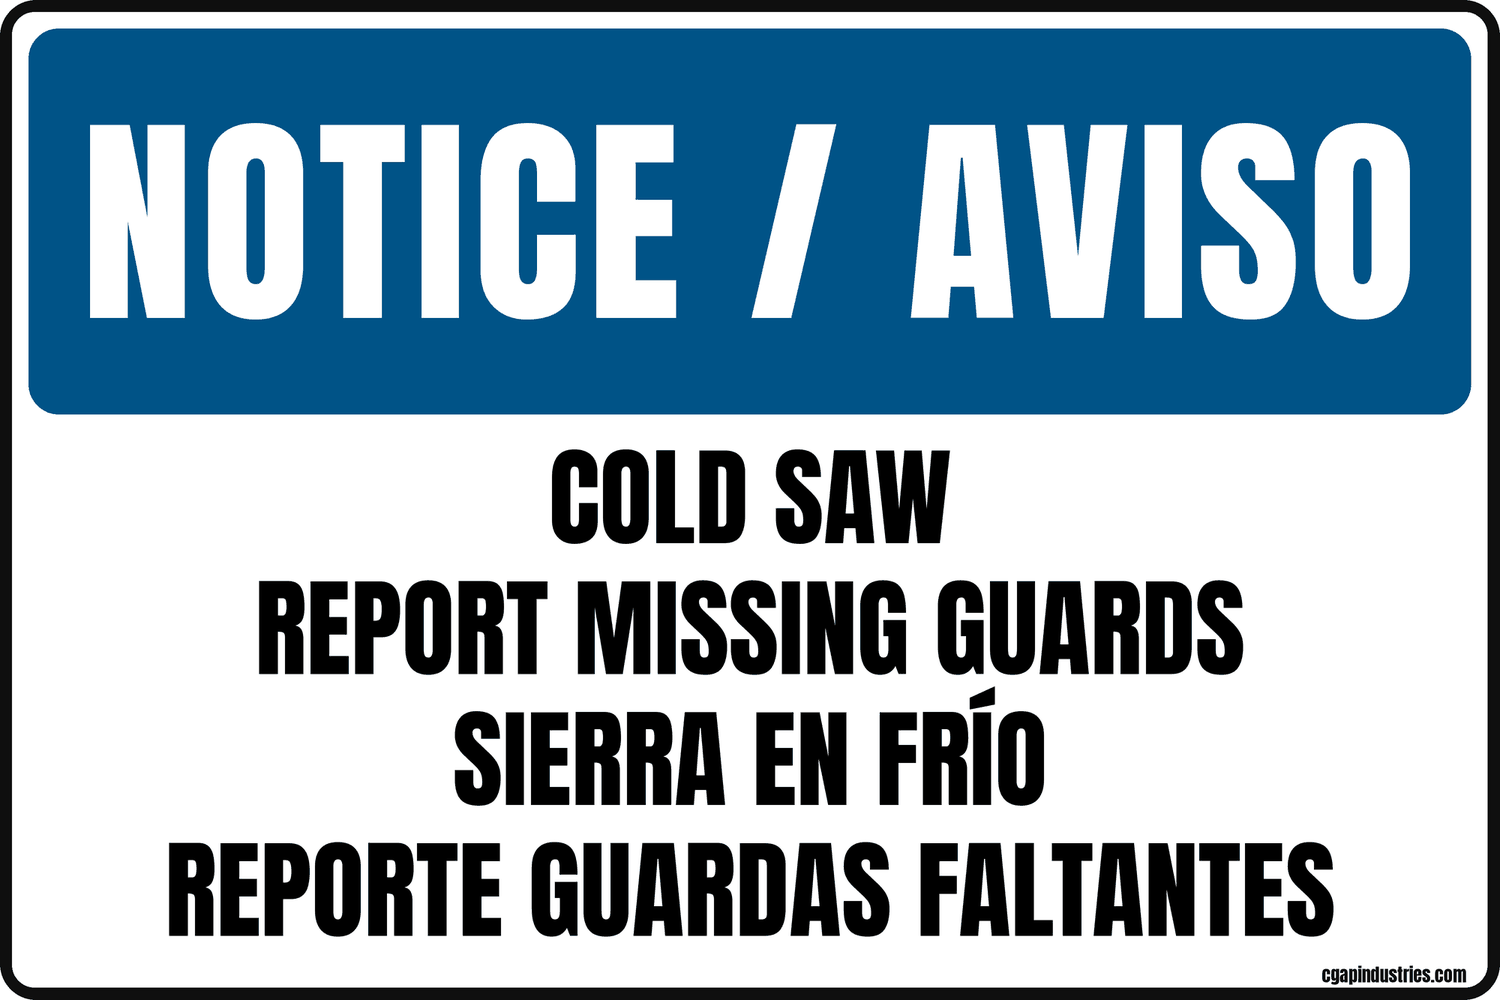 NOTICE / AVISO
COLD SAW
REPORT MISSING GUARDS
SIERRA EN FRÍO
REPORTE GUARDAS FALTANTES
cgapindustries.com